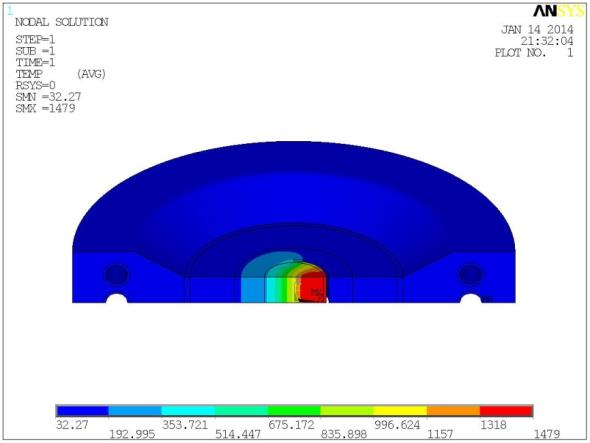 1
NODAL SOLUTION
STEP=1
SUB =1
TIME=1
TEMP (AVG)
RSYS=0
SMN =32.27
SMX =1479
ANSYS
JAN 14 2014
21:32:04
PLOT NO. 1
MX
32.27 353.721 675.172 996.624 1318
192.995 514.447 835.898 1157 1479